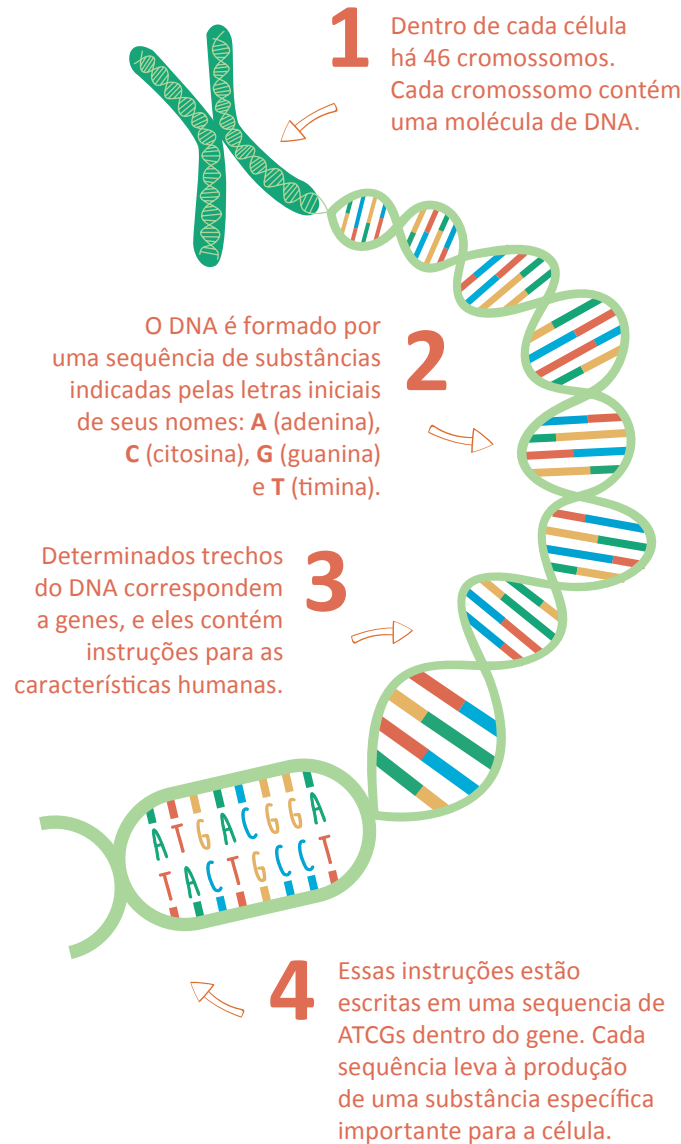 1
Dentro de cada célula
há 46 cromossomos.
Cada cromossomo contém
uma molécula de DNA.
O DNA é formado por
uma sequência de substâncias
indicadas pelas letras iniciais
de seus nomes: A (adenina),
C (citosina), G (guanina)
e T (timina).
2
Determinados trechos
do DNA correspondem
a genes, e eles contém
instruções para as
características humanas.
3
ATGACGGA
TACTGCCT
4
Essas instruções estão
escritas em uma sequencia de
ATCGs dentro do gene. Cada
sequência leva à produção
de uma substância específica
importante para a célula.